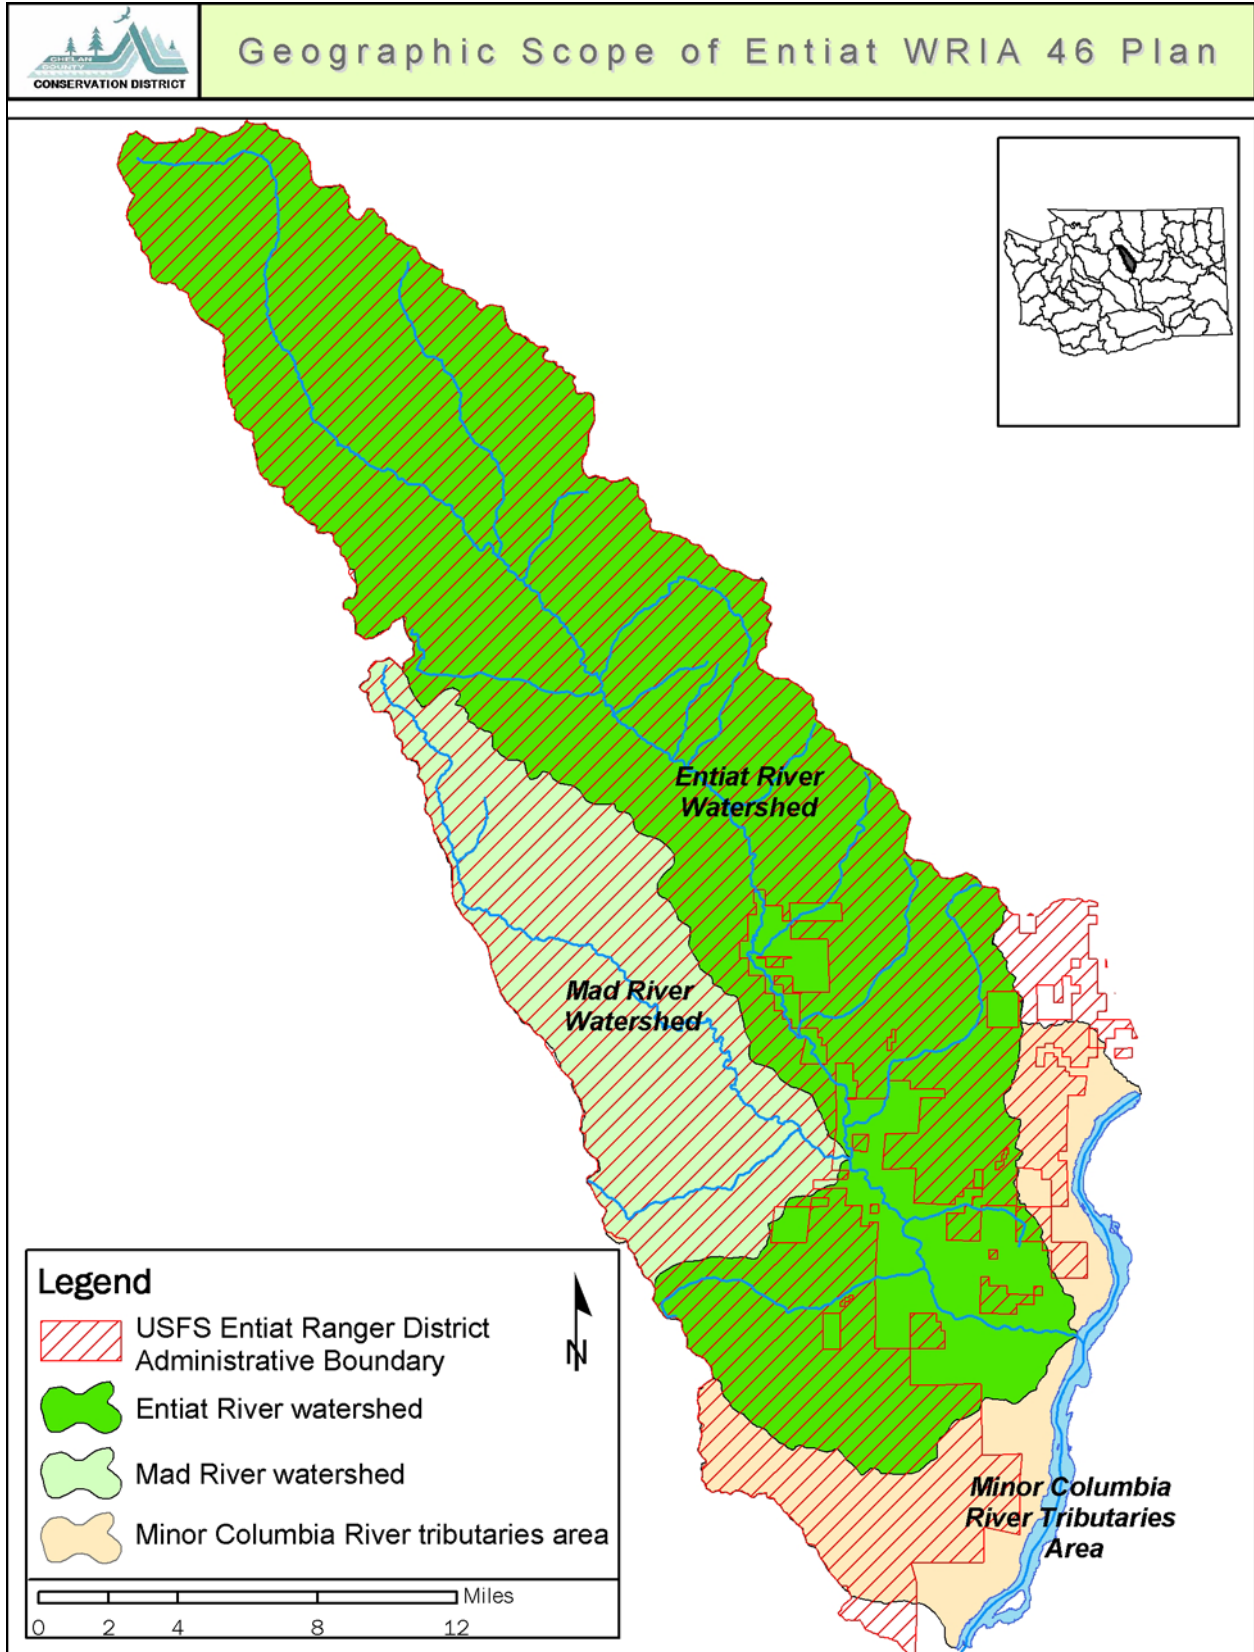 CHELAN
COUNTY
CONSERVATION DISTRICT
Geographic Scope of Entiat WRIA 46 Plan
Entiat River
Watershed
Mad River
Watershed
Minor Columbia
River Tributaries
Area
Legend
USFS Entiat Ranger District
Administrative Boundary
Entiat River watershed
Mad River watershed
Minor Columbia River tributaries area
N
Miles
0 2 4 8 12